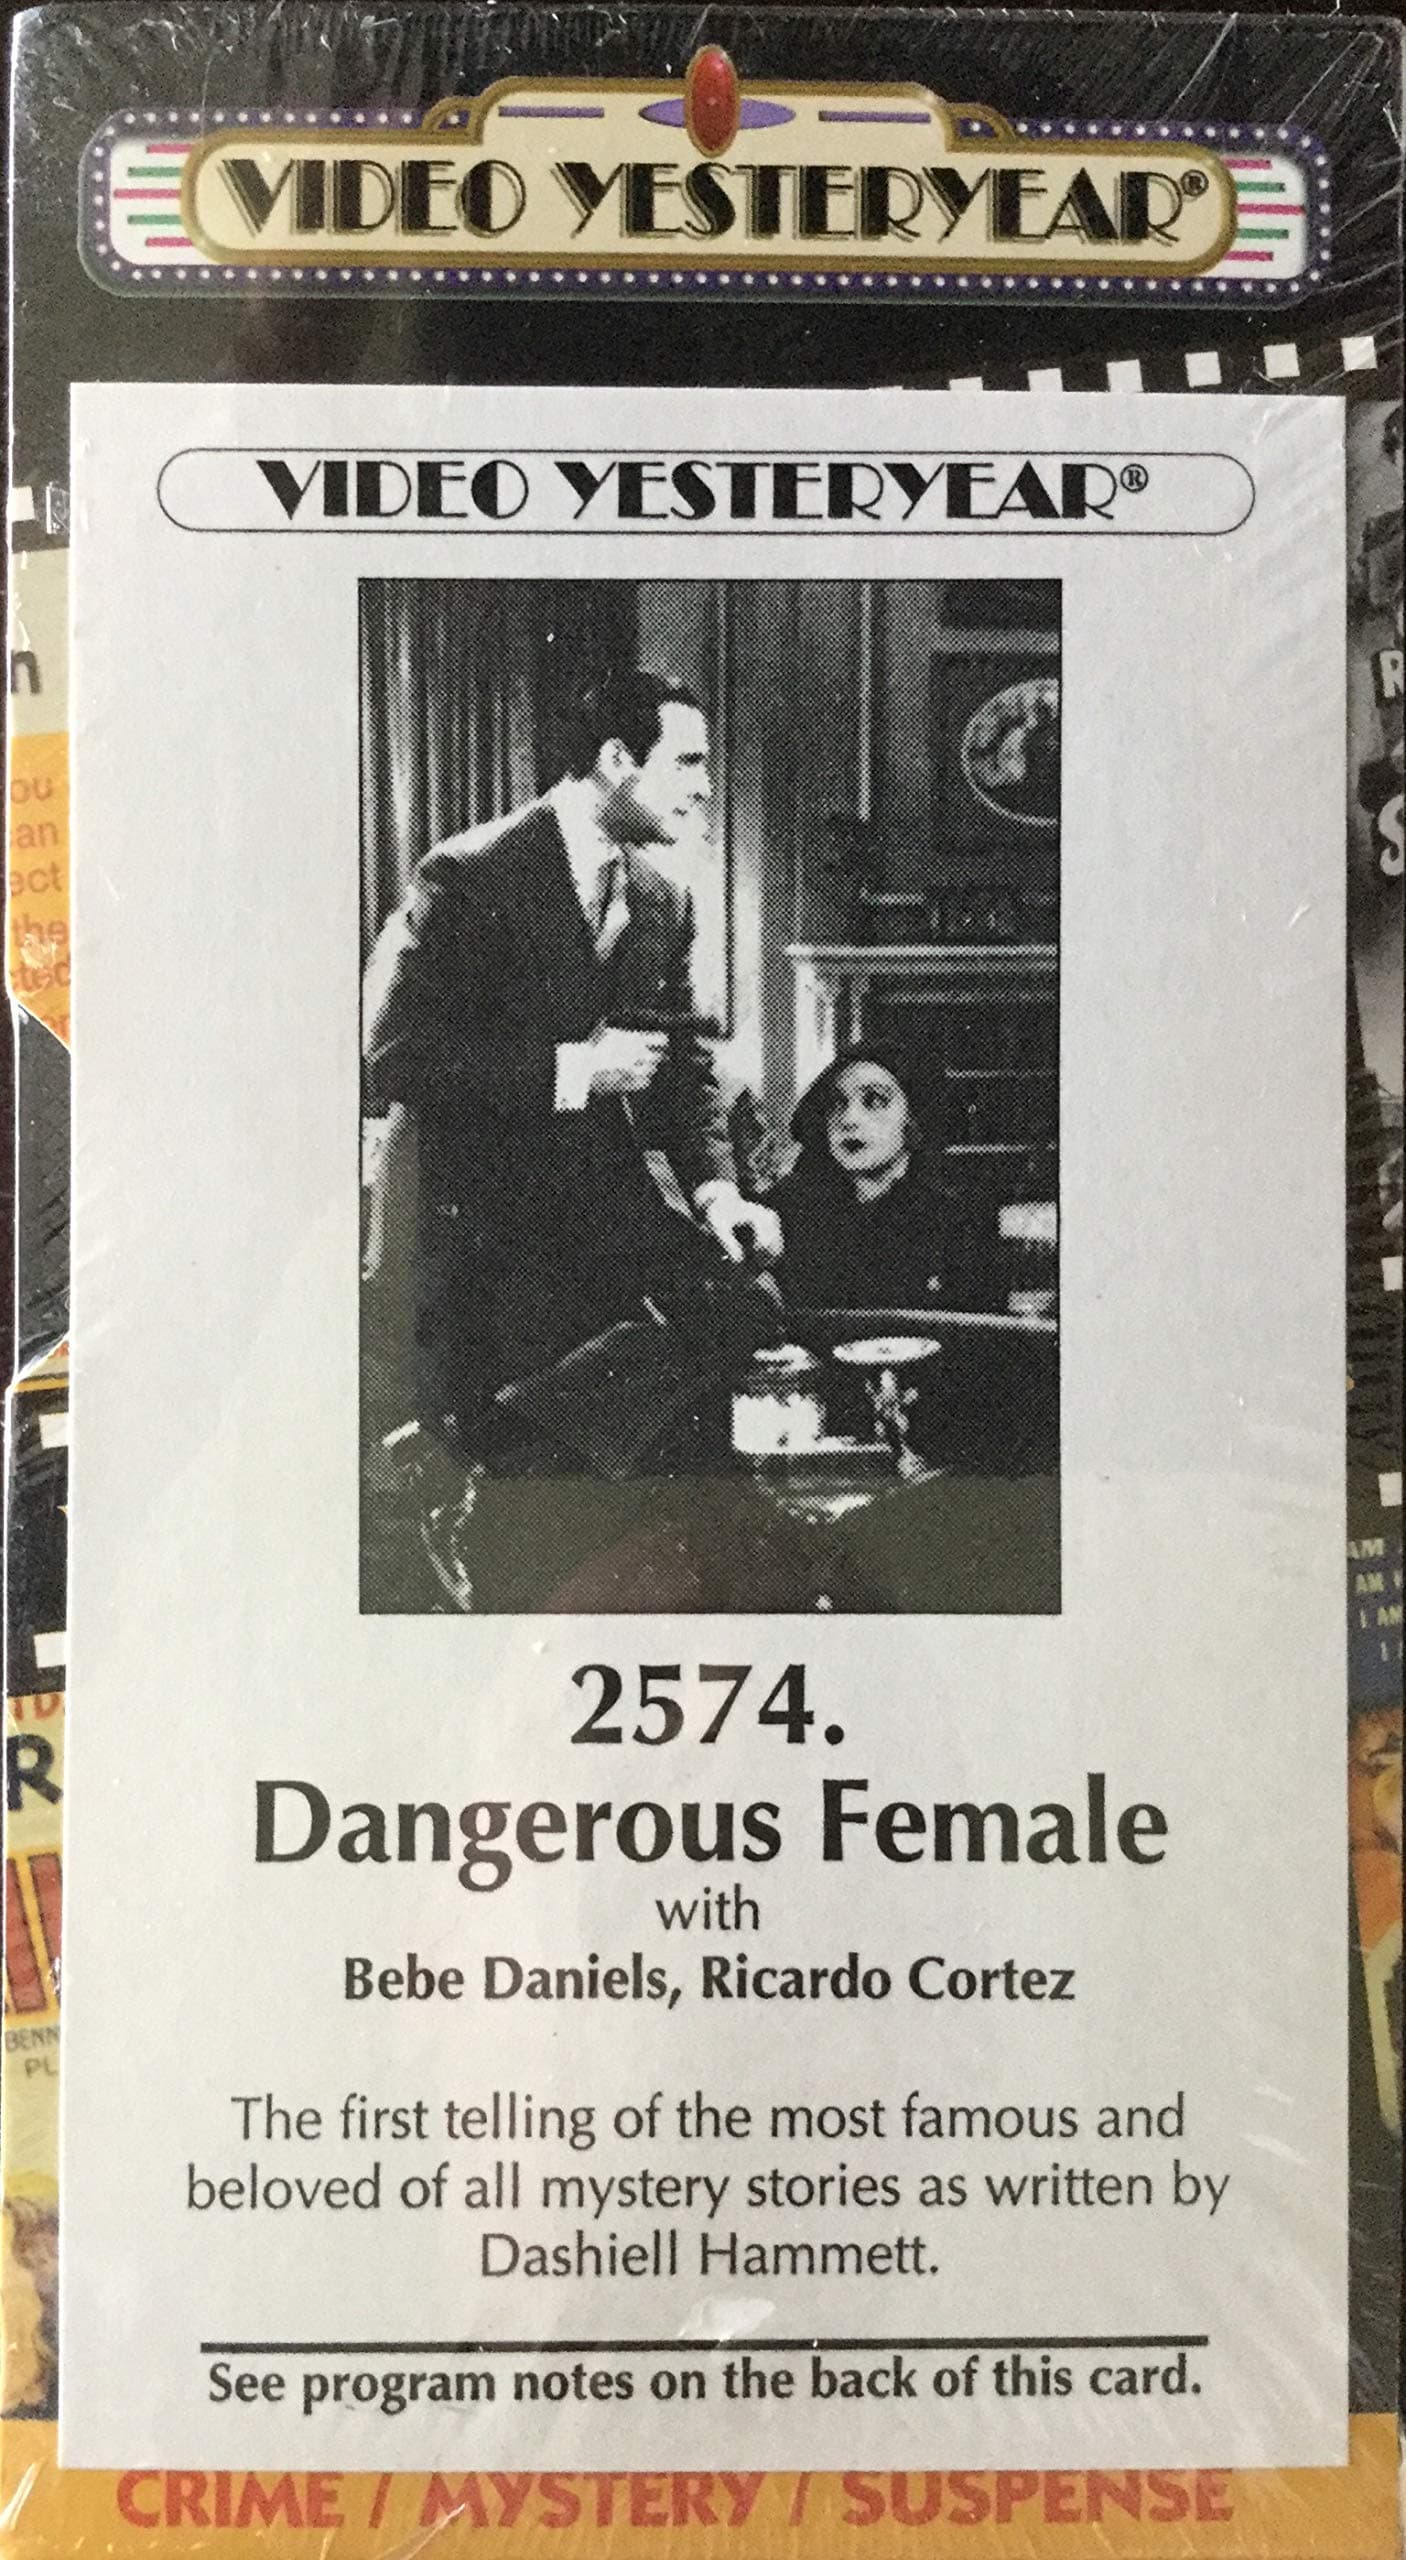 VIDEO YESTERYEAR®
VIDEO YESTERYEAR®
2574.
Dangerous Female
with
Bebe Daniels, Ricardo Cortez
The first telling of the most famous and
beloved of all mystery stories as written by
Dashiell Hammett.
See program notes on the back of this card.
CRIME / MYSTERY / SUSPENSE